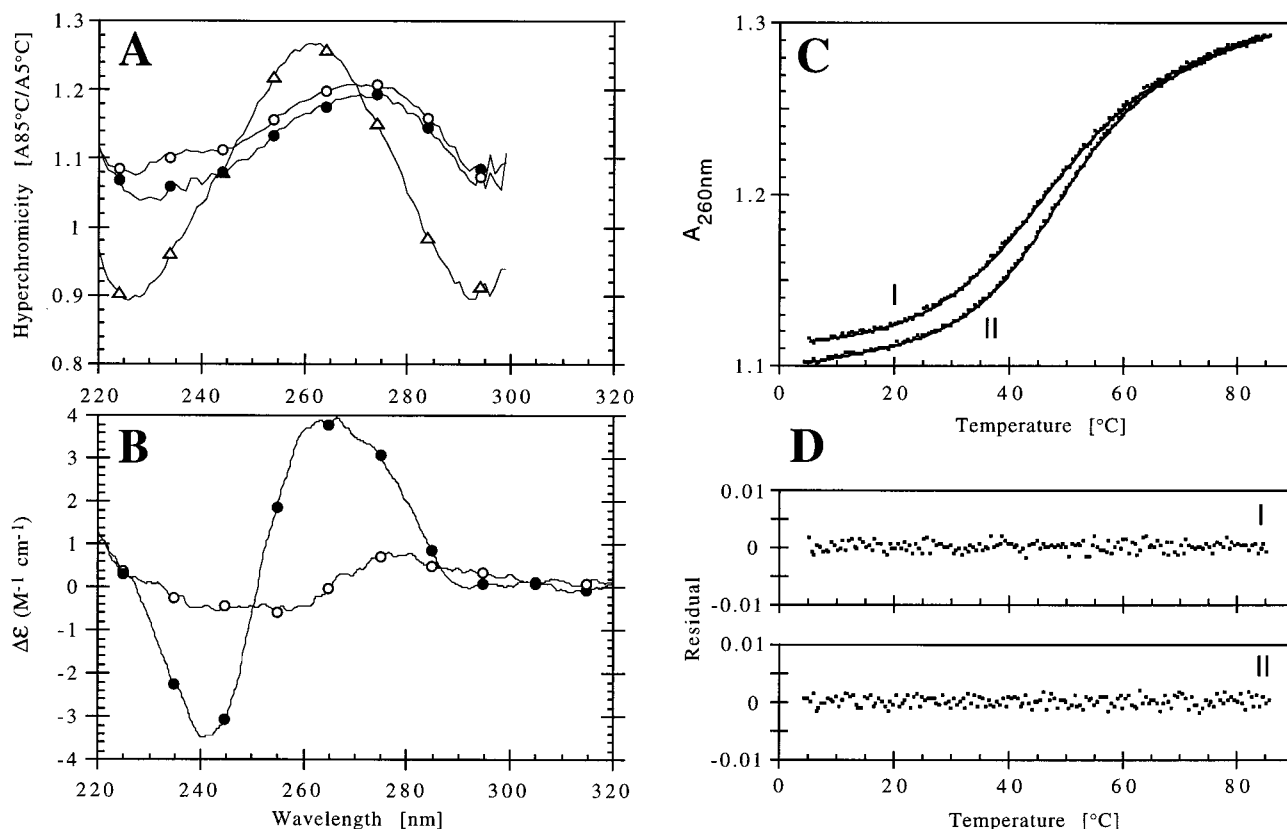 A
Hyperchromicity [A85°C/A5°C]
1.3
1.2
1.1
1
0.9
0.8
220 240 260 280 300 320
B
Δε (M-1 cm-1)
4
3
2
1
0
-1
-2
-3
-4
220 240 260 280 300 320
Wavelength [nm]
C
A260nm
1.3
1.2
1.1
I
II
0 20 40 60 80
Temperature [°C]
D
Residual
0.01
0
-0.01
I
0.01
0
-0.01
II
0 20 40 60 80
Temperature [°C]